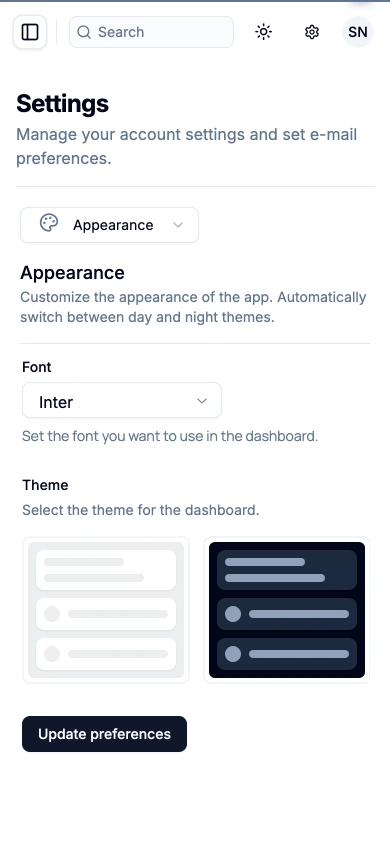 Search
SN
Settings
Manage your account settings and set e-mail
preferences.
Appearance
Appearance
Customize the appearance of the app. Automatically
switch between day and night themes.
Font
Inter
Set the font you want to use in the dashboard.
Theme
Select the theme for the dashboard.
Update preferences